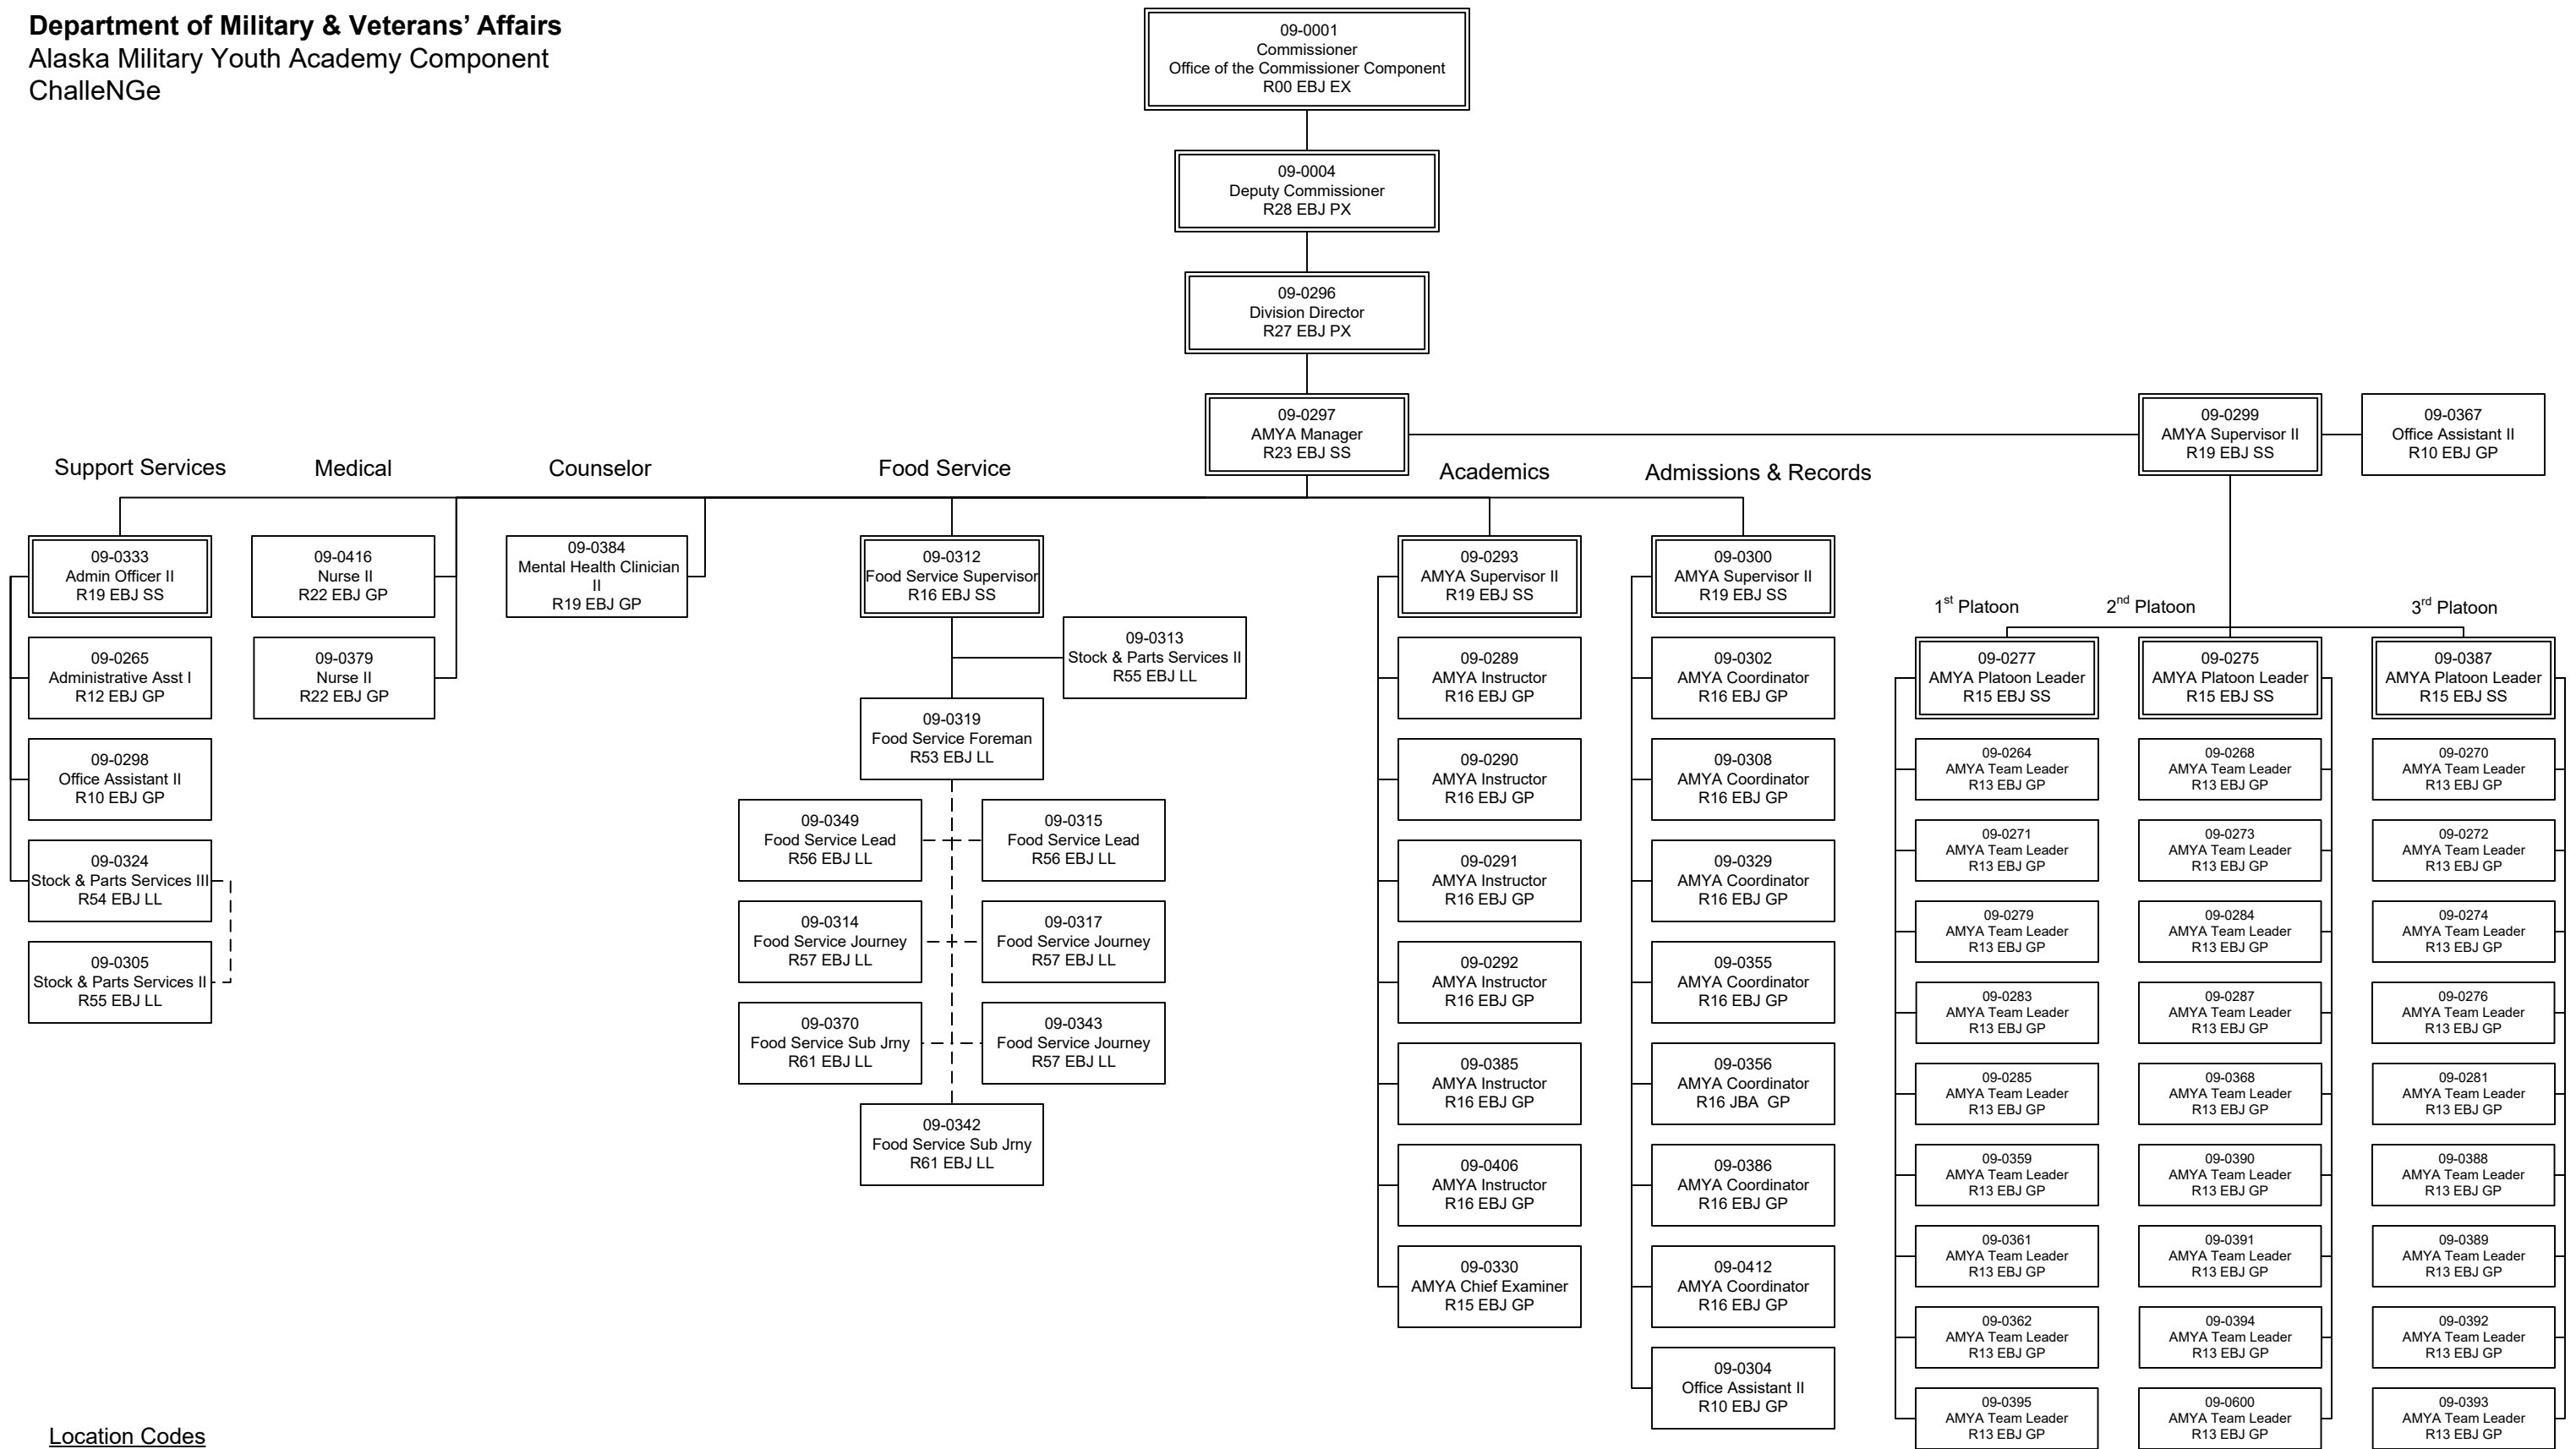 Department of Military & Veterans’ Affairs
Alaska Military Youth Academy Component
ChalleNGe
09-0001
Commissioner
Office of the Commissioner Component
R00 EBJ EX
09-0004
Deputy Commissioner
R28 EBJ PX
09-0296
Division Director
R27 EBJ PX
09-0297
AMYA Manager
R23 EBJ SS
09-0299
AMYA Supervisor II
R19 EBJ SS
09-0367
Office Assistant II
R10 EBJ GP
Support Services
09-0333
Admin Officer II
R19 EBJ SS
09-0265
Administrative Asst I
R12 EBJ GP
09-0298
Office Assistant II
R10 EBJ GP
09-0324
Stock & Parts Services III
R54 EBJ LL
09-0305
Stock & Parts Services II
R55 EBJ LL
Medical
09-0416
Nurse II
R22 EBJ GP
09-0379
Nurse II
R22 EBJ GP
Counselor
09-0384
Mental Health Clinician
II
R19 EBJ GP
Food Service
09-0312
Food Service Supervisor
R16 EBJ SS
09-0313
Stock & Parts Services II
R55 EBJ LL
09-0319
Food Service Foreman
R53 EBJ LL
09-0349
Food Service Lead
R56 EBJ LL
09-0315
Food Service Lead
R56 EBJ LL
09-0314
Food Service Journey
R57 EBJ LL
09-0317
Food Service Journey
R57 EBJ LL
09-0370
Food Service Sub Jrny
R61 EBJ LL
09-0343
Food Service Journey
R57 EBJ LL
09-0342
Food Service Sub Jrny
R61 EBJ LL
Academics
09-0293
AMYA Supervisor II
R19 EBJ SS
09-0289
AMYA Instructor
R16 EBJ GP
09-0290
AMYA Instructor
R16 EBJ GP
09-0291
AMYA Instructor
R16 EBJ GP
09-0292
AMYA Instructor
R16 EBJ GP
09-0385
AMYA Instructor
R16 EBJ GP
09-0406
AMYA Instructor
R16 EBJ GP
09-0330
AMYA Chief Examiner
R15 EBJ GP
Admissions & Records
09-0300
AMYA Supervisor II
R19 EBJ SS
09-0302
AMYA Coordinator
R16 EBJ GP
09-0308
AMYA Coordinator
R16 EBJ GP
09-0329
AMYA Coordinator
R16 EBJ GP
09-0355
AMYA Coordinator
R16 EBJ GP
09-0356
AMYA Coordinator
R16 JBA GP
09-0386
AMYA Coordinator
R16 EBJ GP
09-0412
AMYA Coordinator
R16 EBJ GP
09-0304
Office Assistant II
R10 EBJ GP
1st Platoon
09-0277
AMYA Platoon Leader
R15 EBJ SS
09-0264
AMYA Team Leader
R13 EBJ GP
09-0271
AMYA Team Leader
R13 EBJ GP
09-0279
AMYA Team Leader
R13 EBJ GP
09-0283
AMYA Team Leader
R13 EBJ GP
09-0285
AMYA Team Leader
R13 EBJ GP
09-0359
AMYA Team Leader
R13 EBJ GP
09-0361
AMYA Team Leader
R13 EBJ GP
09-0362
AMYA Team Leader
R13 EBJ GP
09-0395
AMYA Team Leader
R13 EBJ GP
2nd Platoon
09-0275
AMYA Platoon Leader
R15 EBJ SS
09-0268
AMYA Team Leader
R13 EBJ GP
09-0273
AMYA Team Leader
R13 EBJ GP
09-0284
AMYA Team Leader
R13 EBJ GP
09-0287
AMYA Team Leader
R13 EBJ GP
09-0368
AMYA Team Leader
R13 EBJ GP
09-0390
AMYA Team Leader
R13 EBJ GP
09-0391
AMYA Team Leader
R13 EBJ GP
09-0394
AMYA Team Leader
R13 EBJ GP
09-0600
AMYA Team Leader
R13 EBJ GP
3rd Platoon
09-0387
AMYA Platoon Leader
R15 EBJ SS
09-0270
AMYA Team Leader
R13 EBJ GP
09-0272
AMYA Team Leader
R13 EBJ GP
09-0274
AMYA Team Leader
R13 EBJ GP
09-0276
AMYA Team Leader
R13 EBJ GP
09-0281
AMYA Team Leader
R13 EBJ GP
09-0388
AMYA Team Leader
R13 EBJ GP
09-0389
AMYA Team Leader
R13 EBJ GP
09-0392
AMYA Team Leader
R13 EBJ GP
09-0393
AMYA Team Leader
R13 EBJ GP
Location Codes